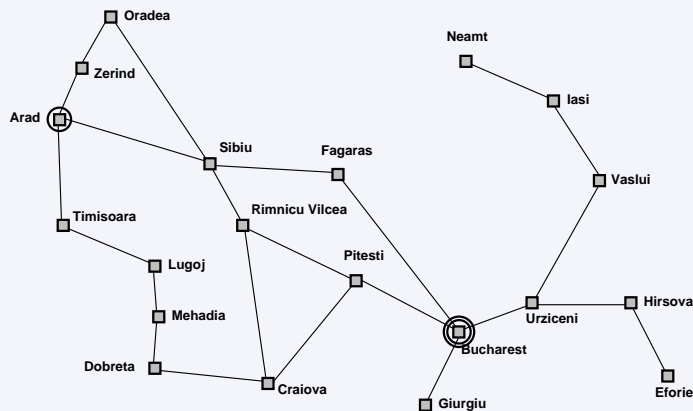 Oradea
Neamt
Zerind
Iasi
Arad
Sibiu
Fagaras
Vaslui
Timisoara
Rimnicu Vilcea
Lugoj
Pitesti
Mehadia
Hirsova
Urziceni
Bucharest
Dobreta
Craiova
Eforie
Giurgiu